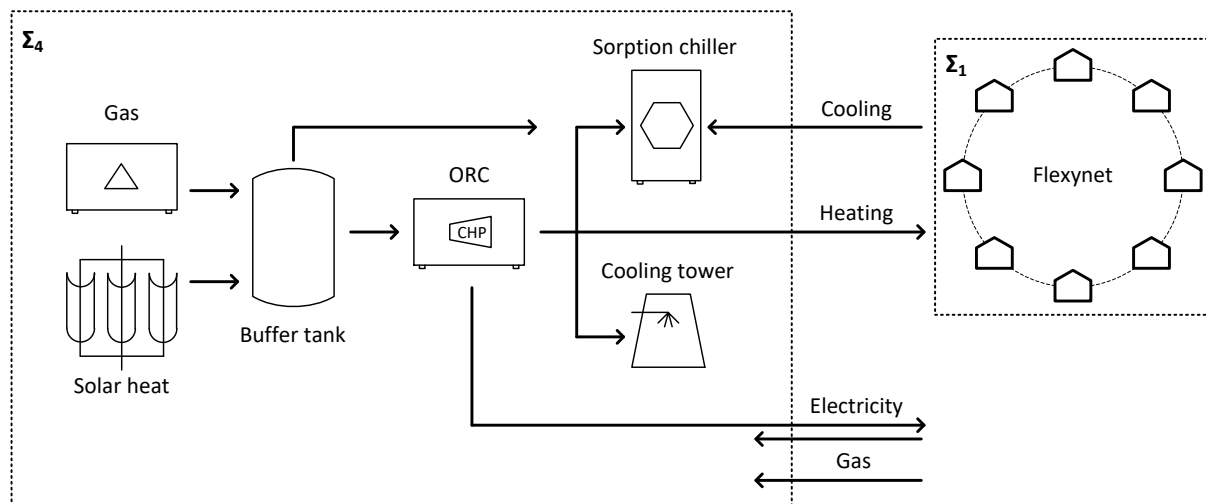 Σ₄
Sorption chiller
Σ₁
Gas
Cooling
ORC
Flexynet
CHP
Heating
Cooling tower
Buffer tank
Solar heat
Electricity
Gas